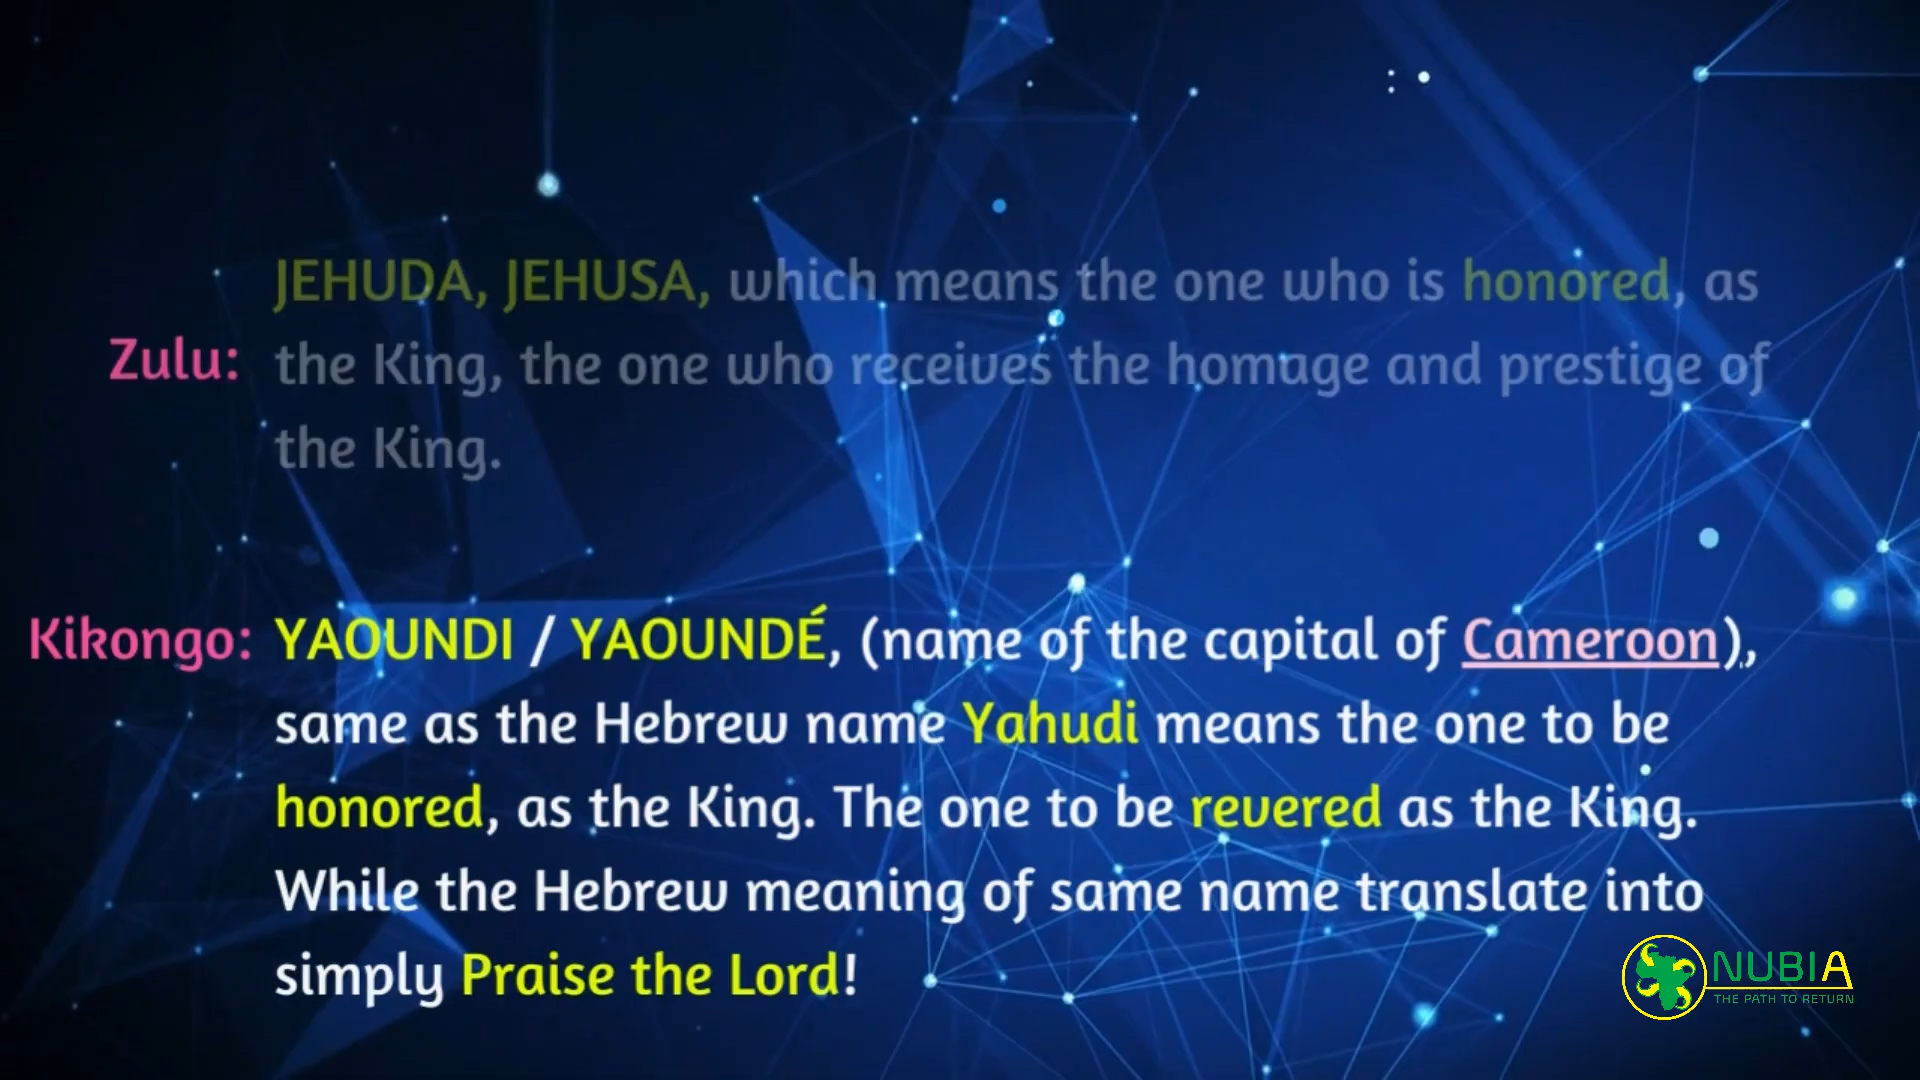 JEHUDA, JEHUSA, which means the one who is honored, as
Zulu: the King, the one who receives the homage and prestige of
the King.
Kikongo: YAOUNDI / YAOUNDÉ, (name of the capital of Cameroon),
same as the Hebrew name Yahudi means the one to be
honored, as the King. The one to be revered as the King.
While the Hebrew meaning of same name translate into
simply Praise the Lord!
NUBIA
THE PATH TO RETURN